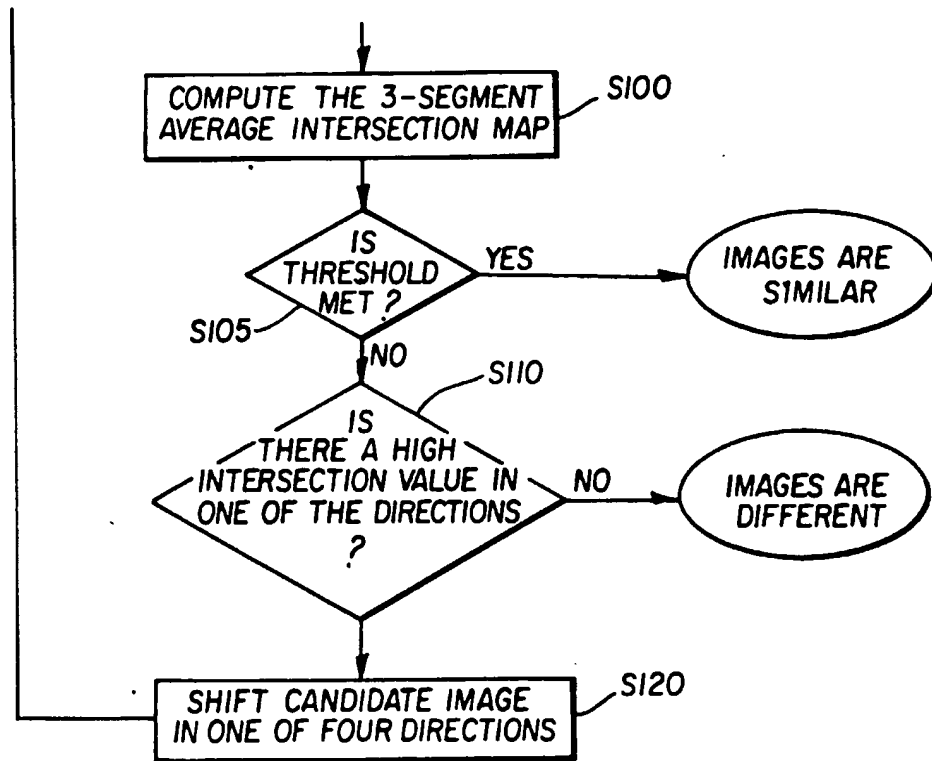 COMPUTE THE 3-SEGMENT
AVERAGE INTERSECTION MAP
S100
IS
THRESHOLD
MET ?
S105
YES
IMAGES ARE
SIMILAR
NO
S110
IS
THERE A HIGH
INTERSECTION VALUE IN
ONE OF THE DIRECTIONS
?
NO
IMAGES ARE
DIFFERENT
SHIFT CANDIDATE IMAGE
IN ONE OF FOUR DIRECTIONS
S120